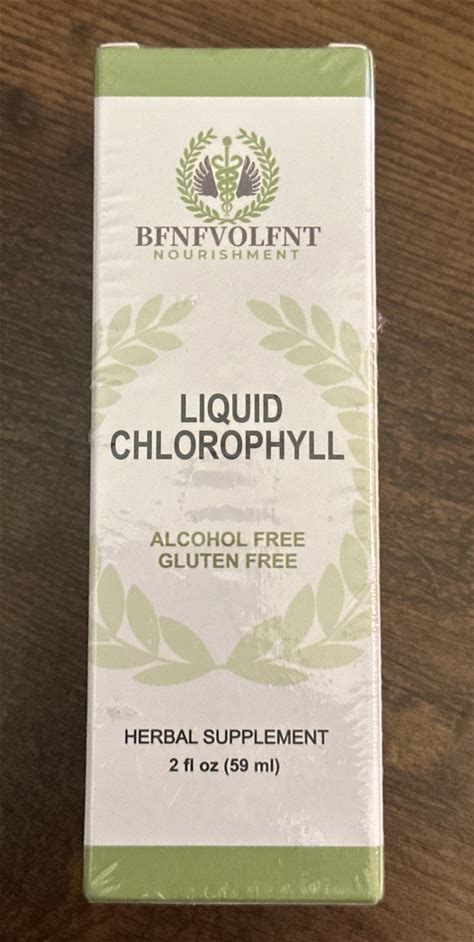 BFNFVOLFNT
NOURISHMENT
LIQUID
CHLOROPHYLL
ALCOHOL FREE
GLUTEN FREE
HERBAL SUPPLEMENT
2 fl oz (59 ml)